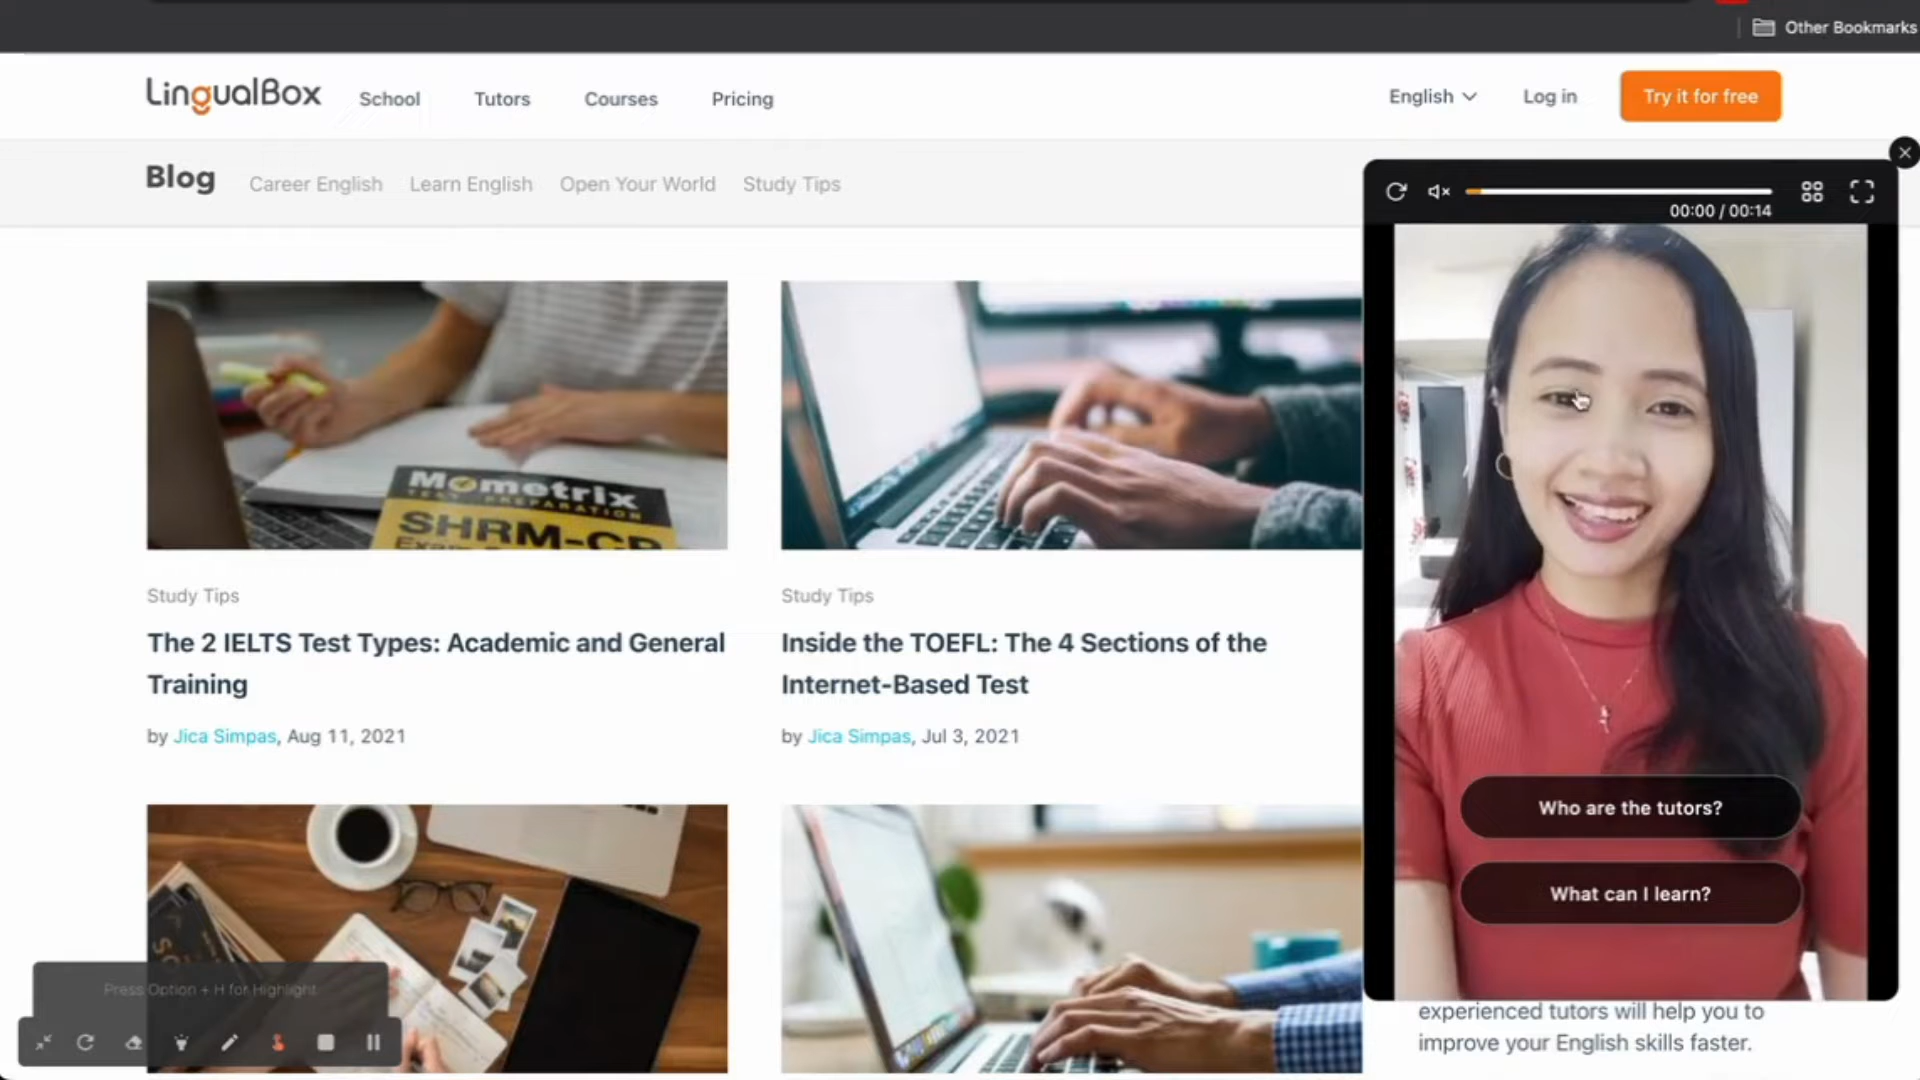 Other Bookmarks
LingualBox
School
Tutors
Courses
Pricing
English
Log in
Try it for free
Blog
Career English
Learn English
Open Your World
Study Tips
00:00 / 00:14
Mometrix
TEST PREPARATION
SHRM-CP
Study Tips
The 2 IELTS Test Types: Academic and General
Training
by Jica Simpas, Aug 11, 2021
Study Tips
Inside the TOEFL: The 4 Sections of the
Internet-Based Test
by Jica Simpas, Jul 3, 2021
Who are the tutors?
What can I learn?
experienced tutors will help you to
improve your English skills faster.
Press Option + H for Highlight